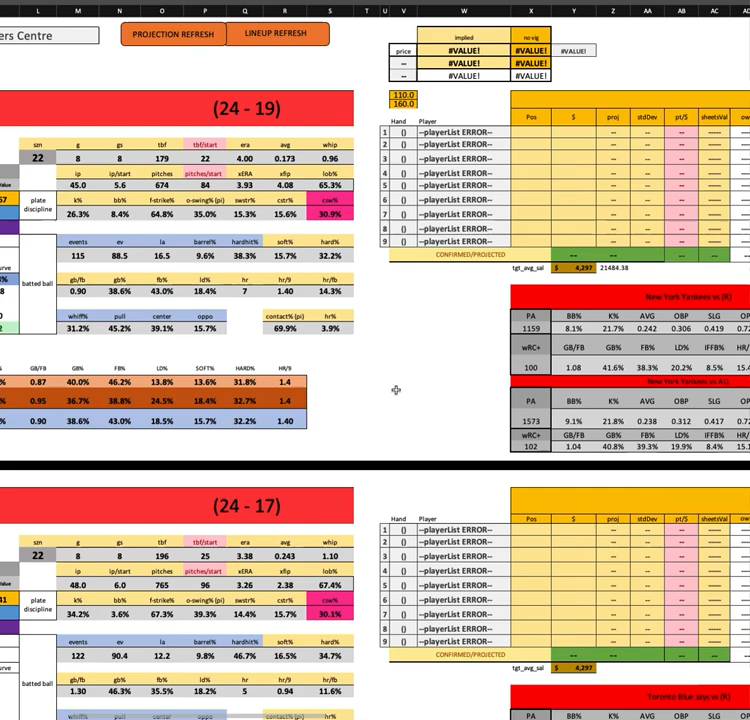 L M N O P Q R S T U V W X Y Z AA AB AC
ers Centre PROJECTION REFRESH LINEUP REFRESH
implied no vig
price #VALUE! #VALUE! #VALUE!
-- #VALUE! #VALUE!
-- #VALUE! #VALUE!
(24 - 19)
110.0
160.0
Hand Player Pos $ proj stdDev pt/$ sheetsVal ow
1 () --playerList ERROR-- -- -- -- -----
2 () --playerList ERROR-- -- -- -- -----
3 () --playerList ERROR-- -- -- -- -----
4 () --playerList ERROR-- -- -- -- -----
5 () --playerList ERROR-- -- -- -- -----
6 () --playerList ERROR-- -- -- -- -----
7 () --playerList ERROR-- -- -- -- -----
8 () --playerList ERROR-- -- -- -- -----
9 () --playerList ERROR-- -- -- -- -----
CONFIRMED/PROJECTED -- -- -- ---
tgt_avg_sal $ 4,297 21484.38
szn g gs tbf tbf/start era avg whip
22 8 8 179 22 4.00 0.173 0.96
ip ip/start pitches pitches/start xERA xfip lob%
Value 45.0 5.6 674 84 3.93 4.08 65.3%
57 plate discipline k% bb% f-strike% o-swing% (pi) swstr% cstr% csw%
26.3% 8.4% 64.8% 35.0% 15.3% 15.6% 30.9%
events ev la barrel% hardhit% soft% hard%
115 88.5 16.5 9.6% 38.3% 15.7% 32.2%
urve
batted ball gb/fb gb% fb% ld% hr hr/9 hr/fb
0.90 38.6% 43.0% 18.4% 7 1.40 14.3%
whiff% pull center oppo contact% (pi) hr%
31.2% 45.2% 39.1% 15.7% 69.9% 3.9%
GB/FB GB% FB% LD% SOFT% HARD% HR/9
% 0.87 40.0% 46.2% 13.8% 13.6% 31.8% 1.4
% 0.95 36.7% 38.8% 24.5% 18.4% 32.7% 1.4
% 0.90 38.6% 43.0% 18.5% 15.7% 32.2% 1.40
New York Yankees vs (R)
PA BB% K% AVG OBP SLG OP
1159 8.1% 21.7% 0.242 0.306 0.419 0.72
wRC+ GB/FB GB% FB% LD% IFFB% HR/
100 1.08 41.6% 38.3% 20.2% 8.5% 15.4
New York Yankees vs ALL
PA BB% K% AVG OBP SLG OP
1573 9.1% 21.8% 0.238 0.312 0.417 0.72
wRC+ GB/FB GB% FB% LD% IFFB% HR/
102 1.04 40.8% 39.3% 19.9% 8.4% 15.1
(24 - 17)
Hand Player Pos $ proj stdDev pt/$ sheetsVal ow
1 () --playerList ERROR-- -- -- -- -----
2 () --playerList ERROR-- -- -- -- -----
3 () --playerList ERROR-- -- -- -- -----
4 () --playerList ERROR-- -- -- -- -----
5 () --playerList ERROR-- -- -- -- -----
6 () --playerList ERROR-- -- -- -- -----
7 () --playerList ERROR-- -- -- -- -----
8 () --playerList ERROR-- -- -- -- -----
9 () --playerList ERROR-- -- -- -- -----
CONFIRMED/PROJECTED -- -- -- ---
tgt_avg_sal $ 4,297
szn g gs tbf tbf/start era avg whip
22 8 8 196 25 3.38 0.243 1.10
ip ip/start pitches pitches/start xERA xfip lob%
Value 48.0 6.0 765 96 3.26 2.38 67.4%
41 plate discipline k% bb% f-strike% o-swing% (pi) swstr% cstr% csw%
34.2% 3.6% 67.3% 39.3% 14.4% 15.7% 30.1%
events ev la barrel% hardhit% soft% hard%
122 90.4 12.2 9.8% 46.7% 16.5% 34.7%
urve
batted ball gb/fb gb% fb% ld% hr hr/9 hr/fb
1.30 46.3% 35.5% 18.2% 5 0.94 11.6%
whiff% pull center oppo contact% (pi) hr%
Toronto Blue Jays vs (R)
PA BB% K% AVG OBP SLG OP